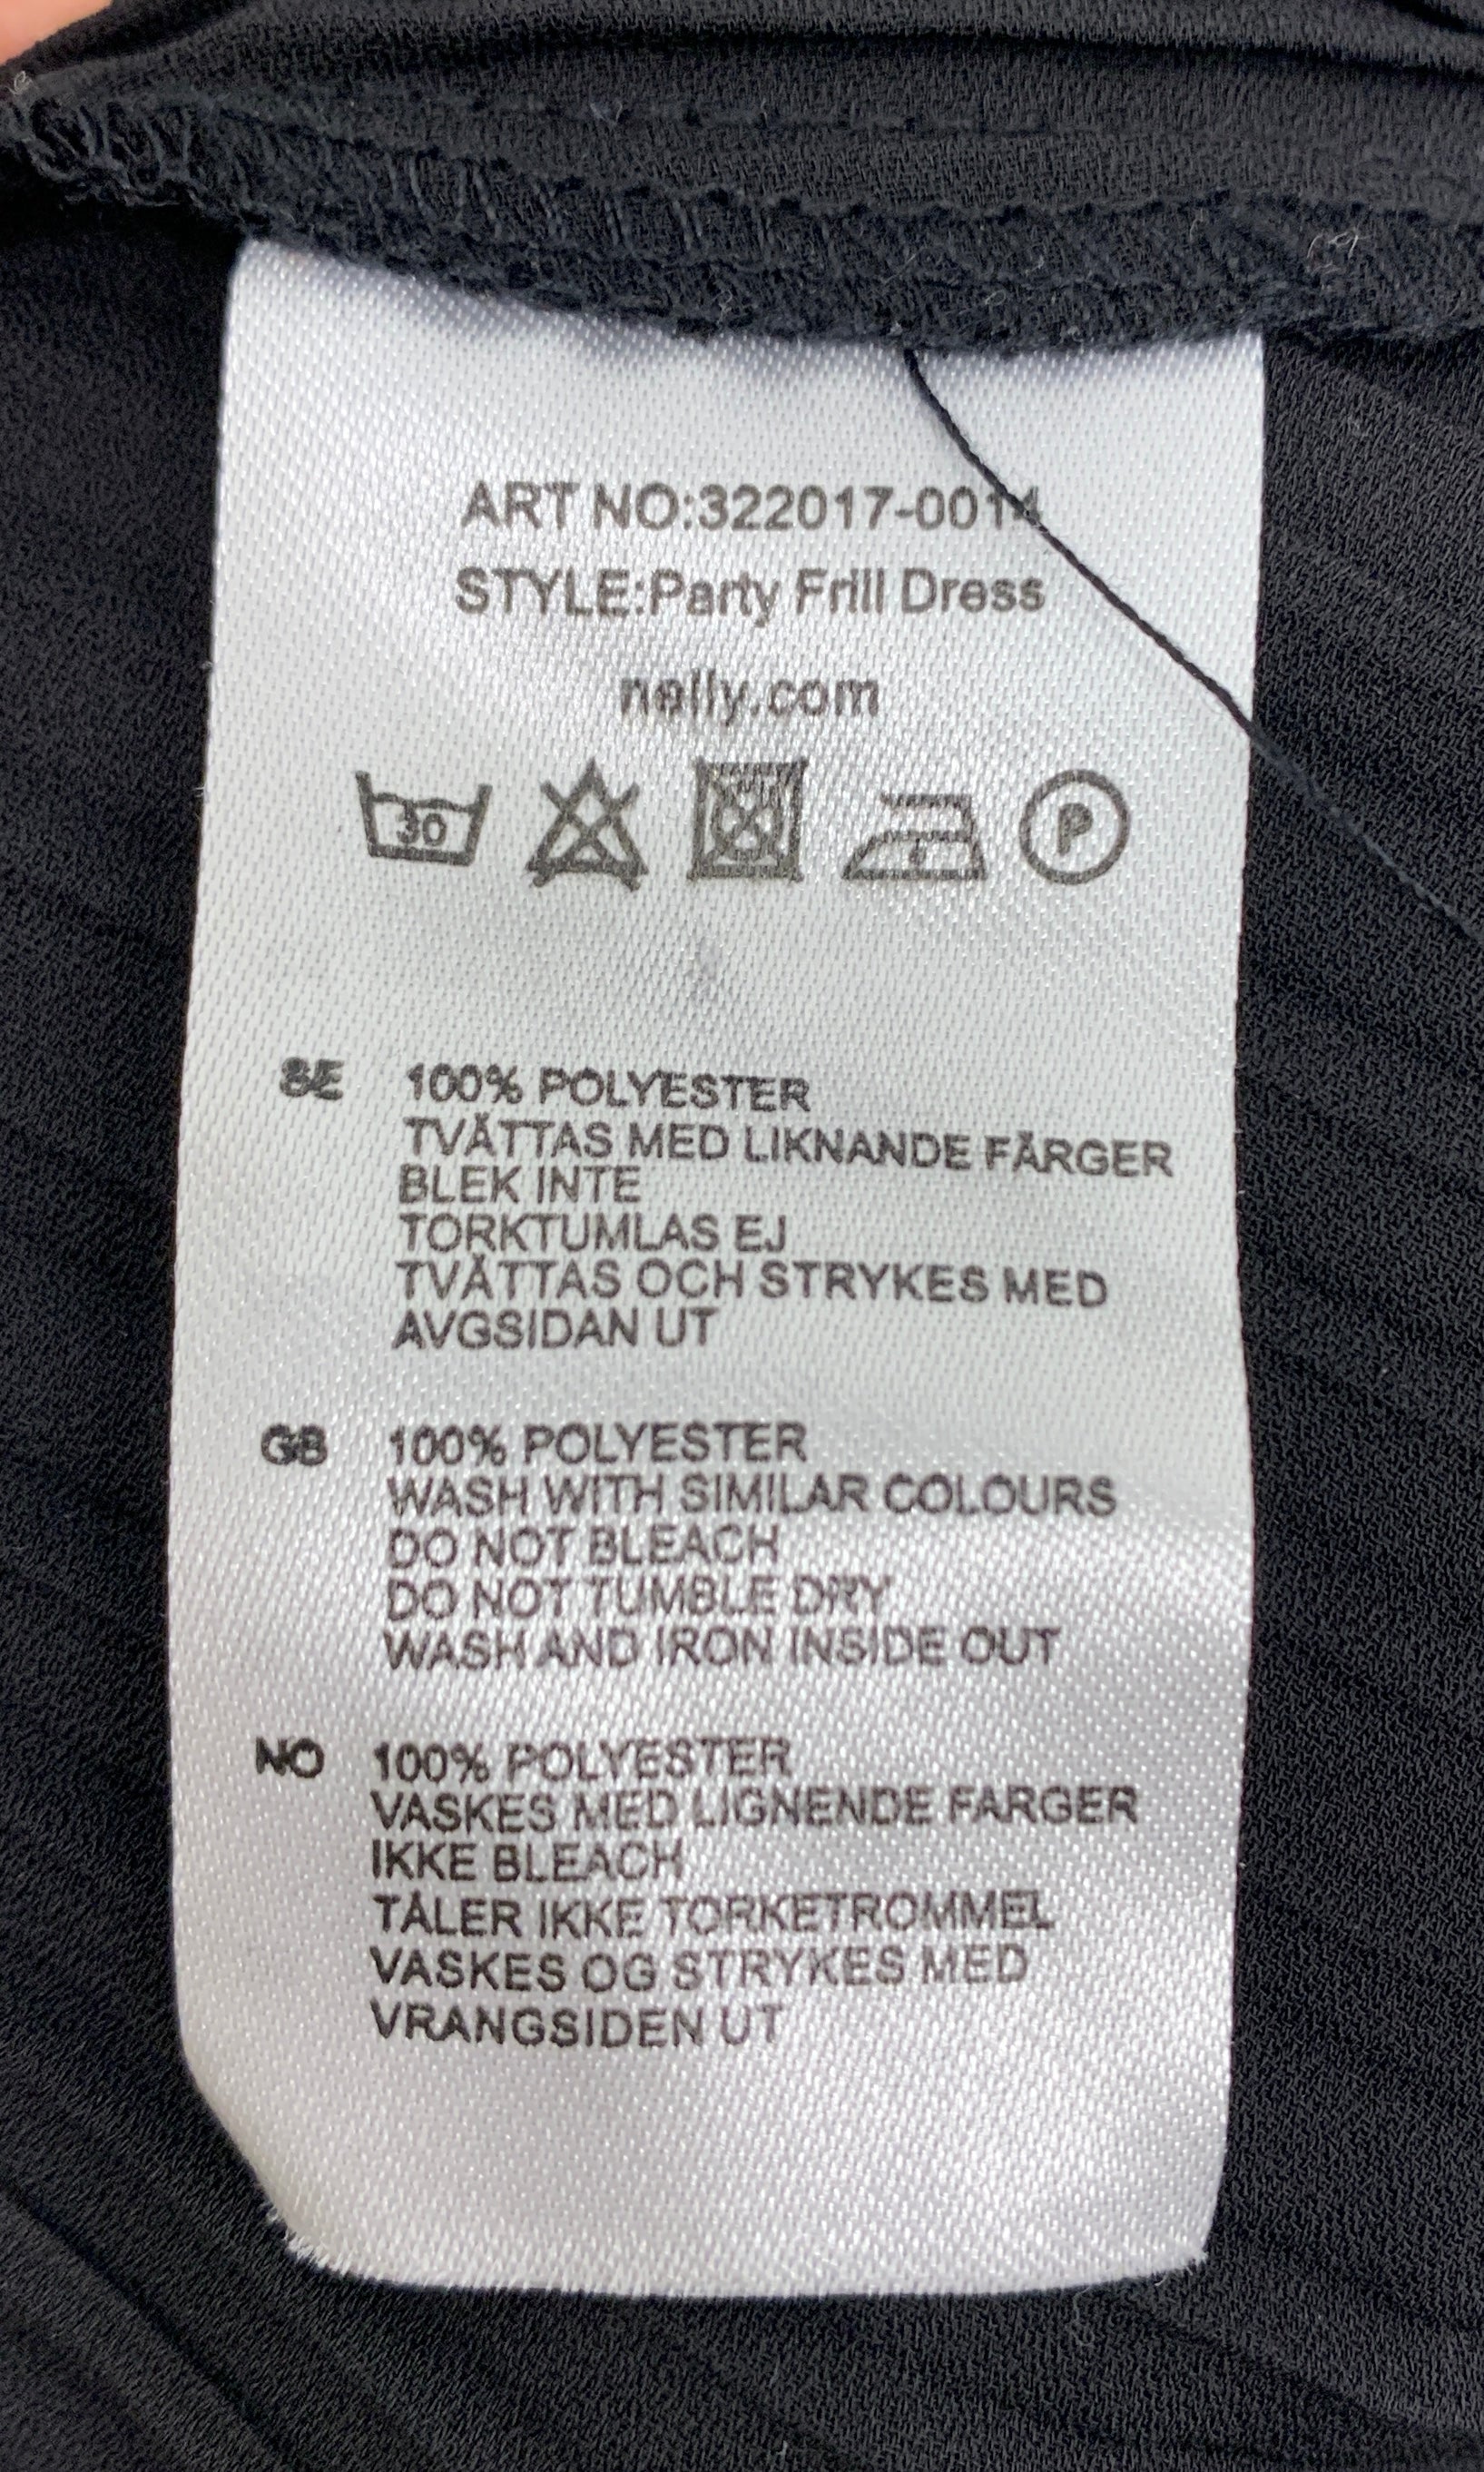 ART NO:322017-0014
STYLE:Party Frill Dress
nelly.com
30 P
SE 100% POLYESTER
TVÄTTAS MED LIKNANDE FÄRGER
BLEK INTE
TORKTUMLAS EJ
TVÄTTAS OCH STRYKES MED
AVGSIDAN UT
GB 100% POLYESTER
WASH WITH SIMILAR COLOURS
DO NOT BLEACH
DO NOT TUMBLE DRY
WASH AND IRON INSIDE OUT
NO 100% POLYESTER
VASKES MED LIGNENDE FARGER
IKKE BLEACH
TÅLER IKKE TORKETROMMEL
VASKES OG STRYKES MED
VRANGSIDEN UT